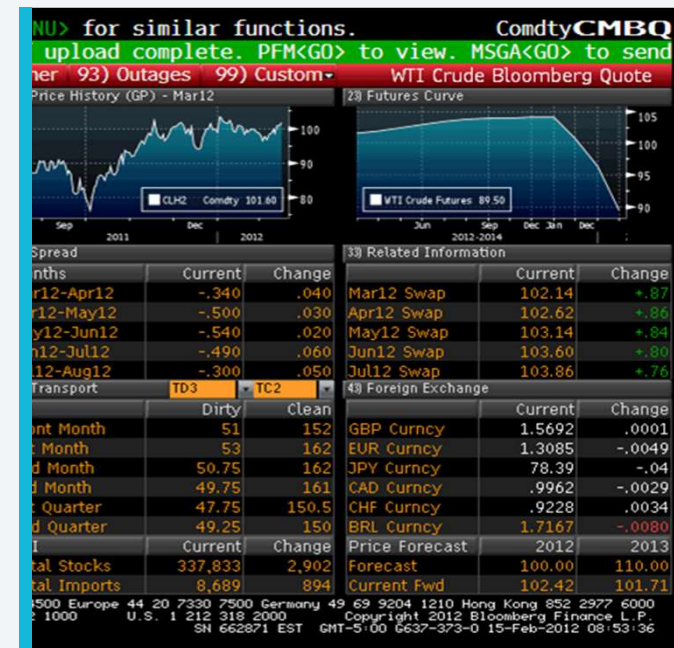 NU> for similar functions. ComdtyCMBQ
upload complete. PFM<GO> to view. MSGA<GO> to send
her 93) Outages 99) Custom WTI Crude Bloomberg Quote
Price History (GP) - Mar12 23) Futures Curve
105
100 100
90 95
CLH2 Comdty 101.60 80 WTI Crude Futures 89.50 90
Sep Dec Jun Sep Dec Jan Dec
2011 2012 2012-2014
Spread 33) Related Information
nths Current Change Current Change
r12-Apr12 -.340 .040 Mar12 Swap 102.14 +.87
r12-May12 -.500 .030 Apr12 Swap 102.62 +.86
y12-Jun12 -.540 .020 May12 Swap 103.14 +.84
n12-Jul12 -.490 .060 Jun12 Swap 103.60 +.80
l12-Aug12 -.300 .050 Jul12 Swap 103.86 +.76
Transport TD3 TC2 43) Foreign Exchange
Dirty Clean Current Change
ont Month 51 152 GBP Curncy 1.5692 .0001
t Month 53 162 EUR Curncy 1.3085 -.0049
d Month 50.75 162 JPY Curncy 78.39 -.04
d Month 49.75 161 CAD Curncy .9962 -.0029
t Quarter 47.75 150.5 CHF Curncy .9228 .0034
d Quarter 49.25 150 BRL Curncy 1.7167 -.0080
I Current Change Price Forecast 2012 2013
tal Stocks 337,833 2,902 Forecast 100.00 110.00
tal Imports 8,689 894 Current Fwd 102.42 101.71
4500 Europe 44 20 7330 7500 Germany 49 69 9204 1210 Hong Kong 852 2977 6000
2 1000 U.S. 1 212 318 2000 Copyright 2012 Bloomberg Finance L.P.
SN 662871 EST GMT-5:00 G637-373-0 15-Feb-2012 08:53:36